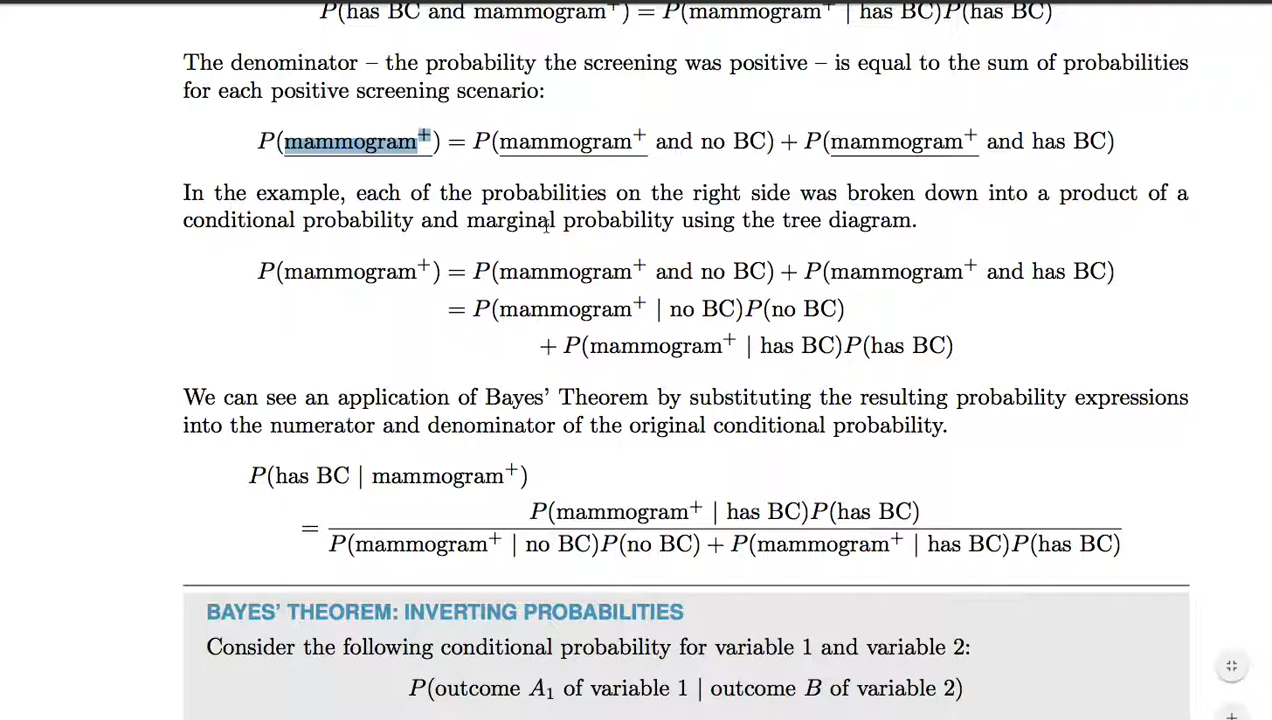 P(has BC and mammogram⁺) = P(mammogram⁺ | has BC)P(has BC)
The denominator – the probability the screening was positive – is equal to the sum of probabilities
for each positive screening scenario:
P(mammogram⁺) = P(mammogram⁺ and no BC) + P(mammogram⁺ and has BC)
In the example, each of the probabilities on the right side was broken down into a product of a
conditional probability and marginal probability using the tree diagram.
P(mammogram⁺) = P(mammogram⁺ and no BC) + P(mammogram⁺ and has BC)
= P(mammogram⁺ | no BC)P(no BC)
+ P(mammogram⁺ | has BC)P(has BC)
We can see an application of Bayes’ Theorem by substituting the resulting probability expressions
into the numerator and denominator of the original conditional probability.
P(has BC | mammogram⁺)
P(mammogram⁺ | has BC)P(has BC)
=
P(mammogram⁺ | no BC)P(no BC) + P(mammogram⁺ | has BC)P(has BC)
BAYES’ THEOREM: INVERTING PROBABILITIES
Consider the following conditional probability for variable 1 and variable 2:
P(outcome A₁ of variable 1 | outcome B of variable 2)